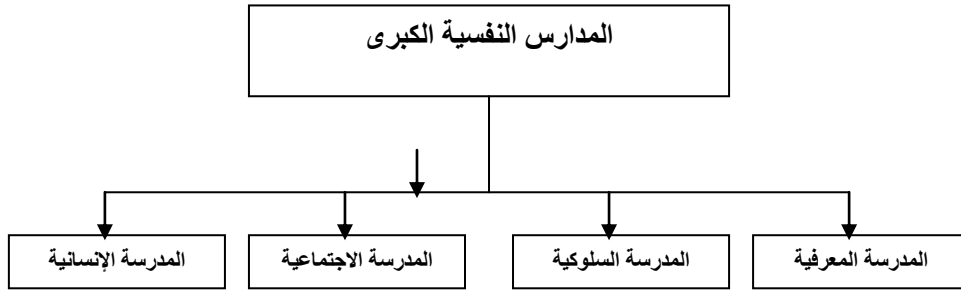 المدارس النفسية الكبرى
المدرسة المعرفية
المدرسة السلوكية
المدرسة الاجتماعية
المدرسة الإنسانية